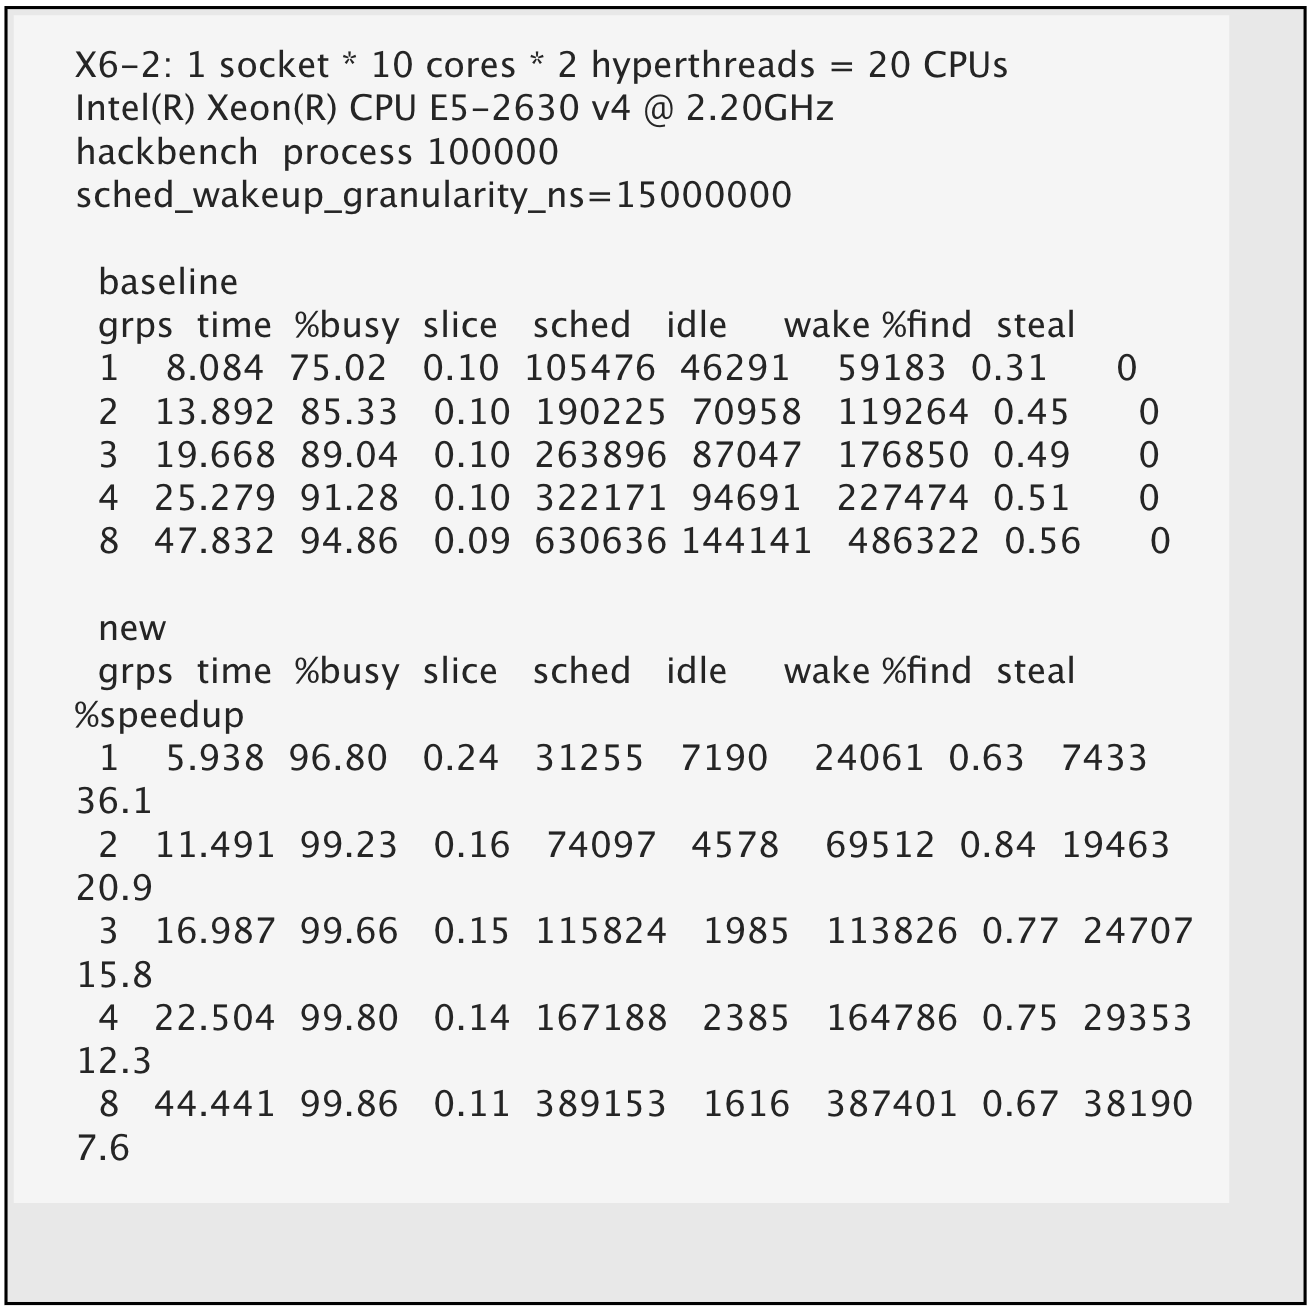 X6-2: 1 socket * 10 cores * 2 hyperthreads = 20 CPUs
Intel(R) Xeon(R) CPU E5-2630 v4 @ 2.20GHz
hackbench  process 100000
sched_wakeup_granularity_ns=15000000

baseline
grps  time  %busy  slice   sched   idle     wake %find  steal
1    8.084  75.02   0.10  105476  46291    59183  0.31      0
2   13.892  85.33   0.10  190225  70958   119264  0.45      0
3   19.668  89.04   0.10  263896  87047   176850  0.49      0
4   25.279  91.28   0.10  322171  94691   227474  0.51      0
8   47.832  94.86   0.09  630636 144141   486322  0.56      0

new
grps  time  %busy  slice   sched   idle     wake %find  steal
%speedup
1    5.938  96.80   0.24   31255   7190    24061  0.63   7433
36.1
2   11.491  99.23   0.16   74097   4578    69512  0.84  19463
20.9
3   16.987  99.66   0.15  115824   1985   113826  0.77  24707
15.8
4   22.504  99.80   0.14  167188   2385   164786  0.75  29353
12.3
8   44.441  99.86   0.11  389153   1616   387401  0.67  38190
7.6